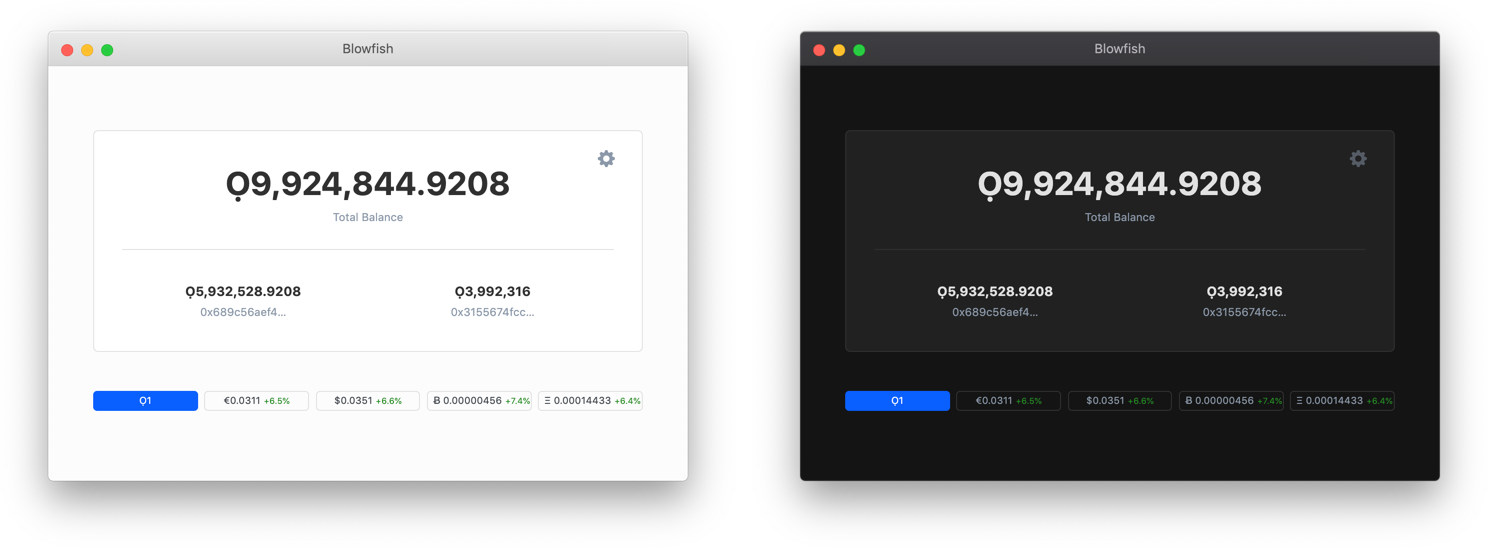 Blowfish
Ọ9,924,844.9208
Total Balance
Ọ5,932,528.9208 Ọ3,992,316
0x689c56aef4... 0x3155674fcc...
Ọ1 €0.0311 +6.5% $0.0351 +6.6% Ƀ 0.00000456 +7.4% Ξ 0.00014433 +6.4%
Blowfish
Ọ9,924,844.9208
Total Balance
Ọ5,932,528.9208 Ọ3,992,316
0x689c56aef4... 0x3155674fcc...
Ọ1 €0.0311 +6.5% $0.0351 +6.6% Ƀ 0.00000456 +7.4% Ξ 0.00014433 +6.4%